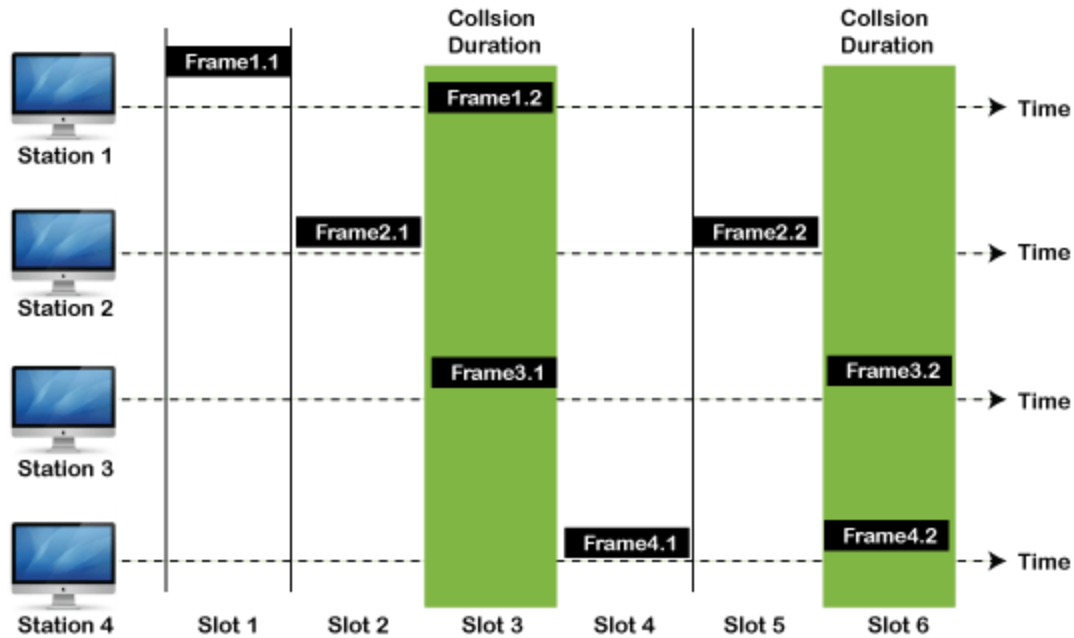 Collsion
Duration
Collsion
Duration
Frame1.1
Frame1.2
Time
Station 1
Frame2.1
Frame2.2
Time
Station 2
Frame3.1
Frame3.2
Time
Station 3
Frame4.1
Frame4.2
Time
Station 4
Slot 1
Slot 2
Slot 3
Slot 4
Slot 5
Slot 6